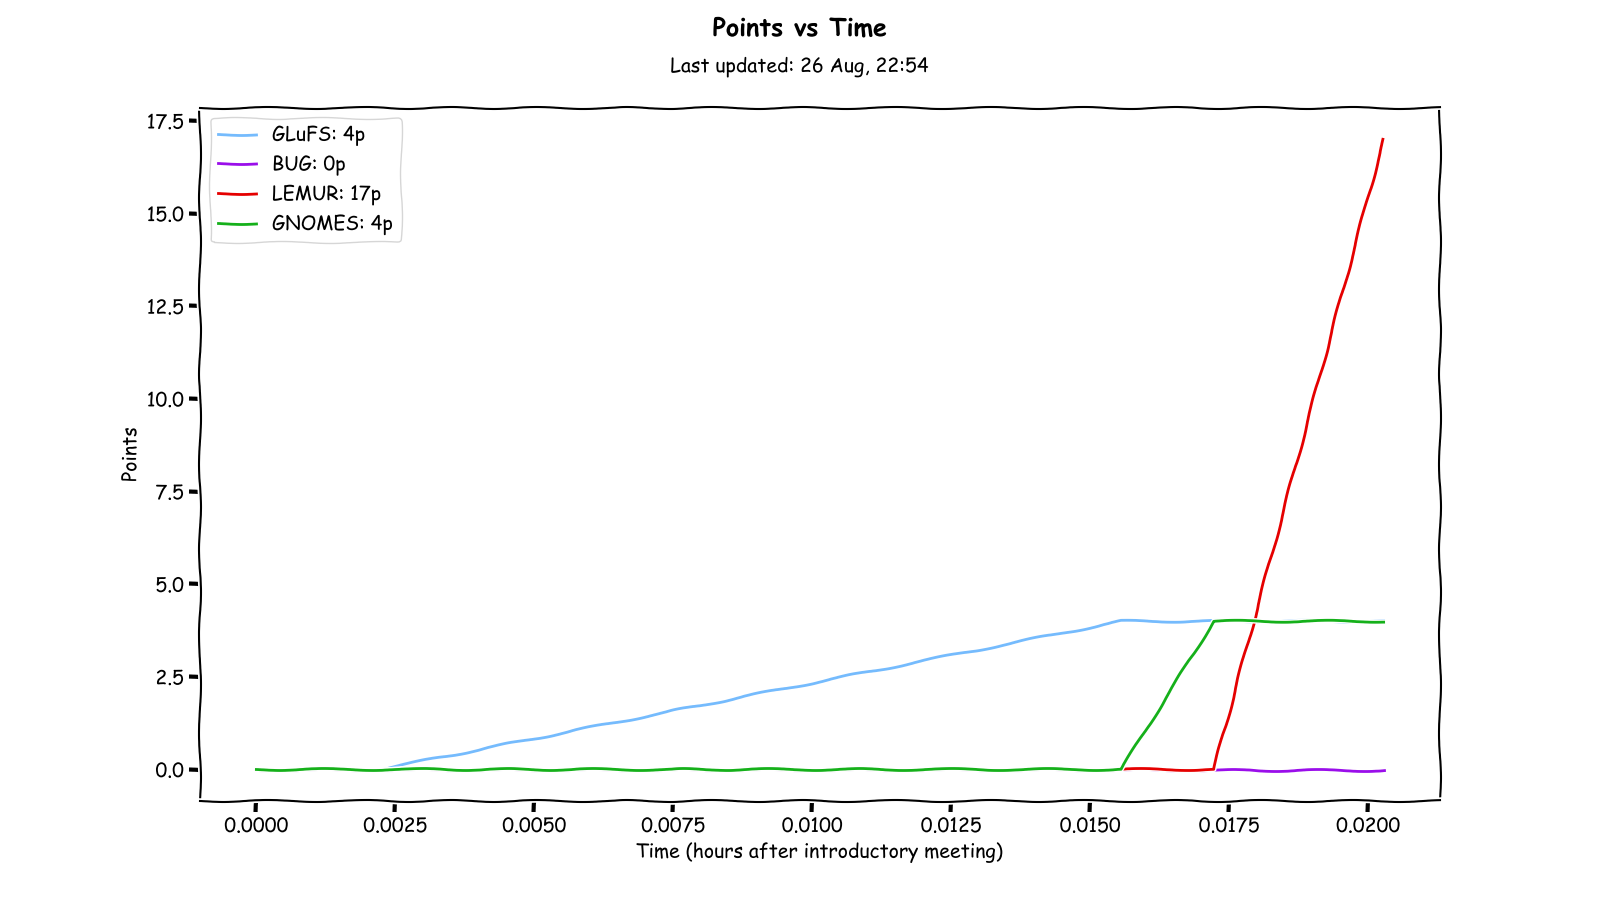 Points vs Time
Last updated: 26 Aug, 22:54
GLuFS: 4p
BUG: 0p
LEMUR: 17p
GNOMES: 4p
17.5
15.0
12.5
10.0
7.5
5.0
2.5
0.0
Points
0.0000 0.0025 0.0050 0.0075 0.0100 0.0125 0.0150 0.0175 0.0200
Time (hours after introductory meeting)